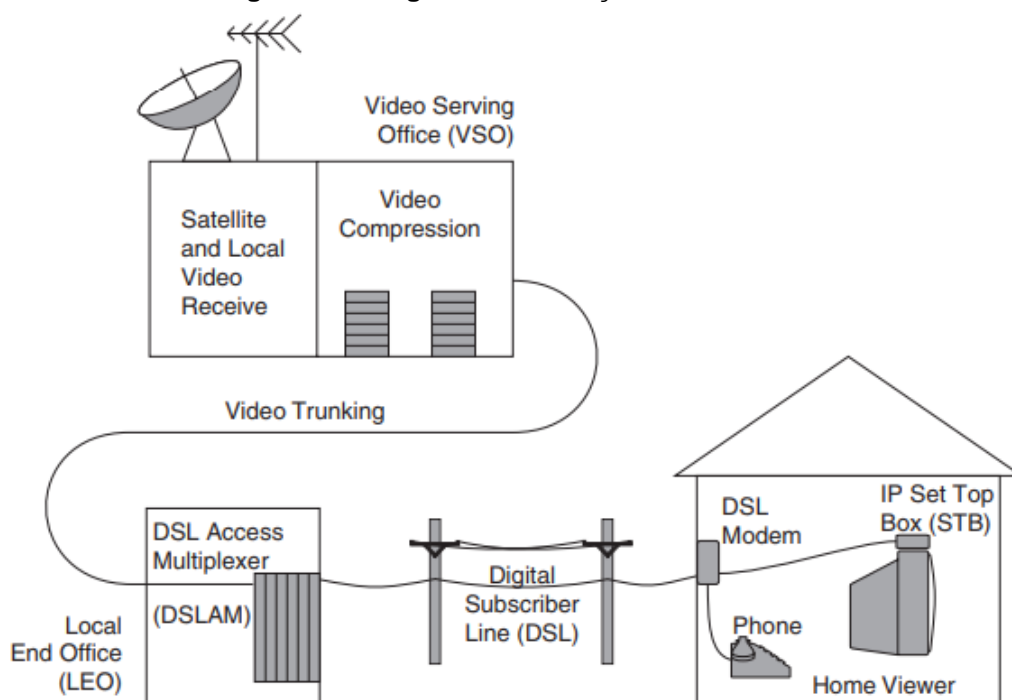 Video Serving
Office (VSO)
Satellite
and Local
Video
Receive
Video
Compression
Video Trunking
DSL Access
Multiplexer
(DSLAM)
Local
End Office
(LEO)
Digital
Subscriber
Line (DSL)
DSL
Modem
IP Set Top
Box (STB)
Phone
Home Viewer